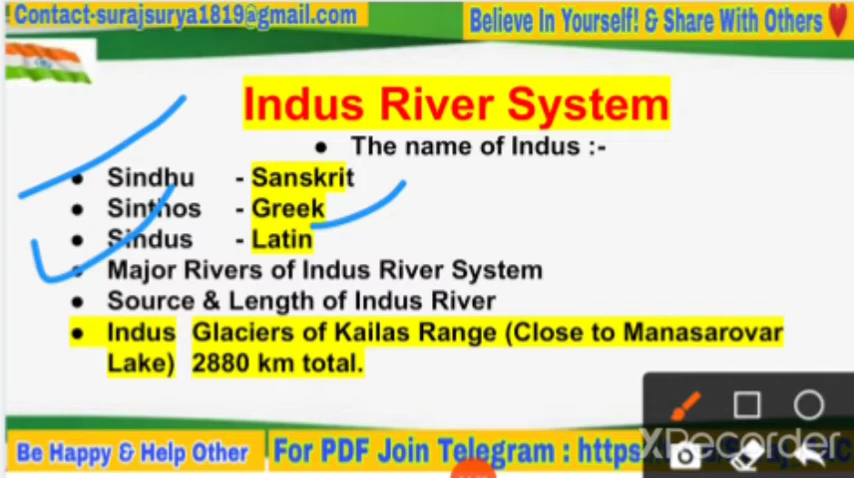 Contact-surajsurya1819@gmail.com
Believe In Yourself! & Share With Others
Indus River System
● The name of Indus :-
● Sindhu - Sanskrit
● Sinthos - Greek
● Sindus - Latin
● Major Rivers of Indus River System
● Source & Length of Indus River
● Indus Glaciers of Kailas Range (Close to Manasarovar
Lake) 2880 km total.
XRecorder
Be Happy & Help Other
For PDF Join Telegram : https